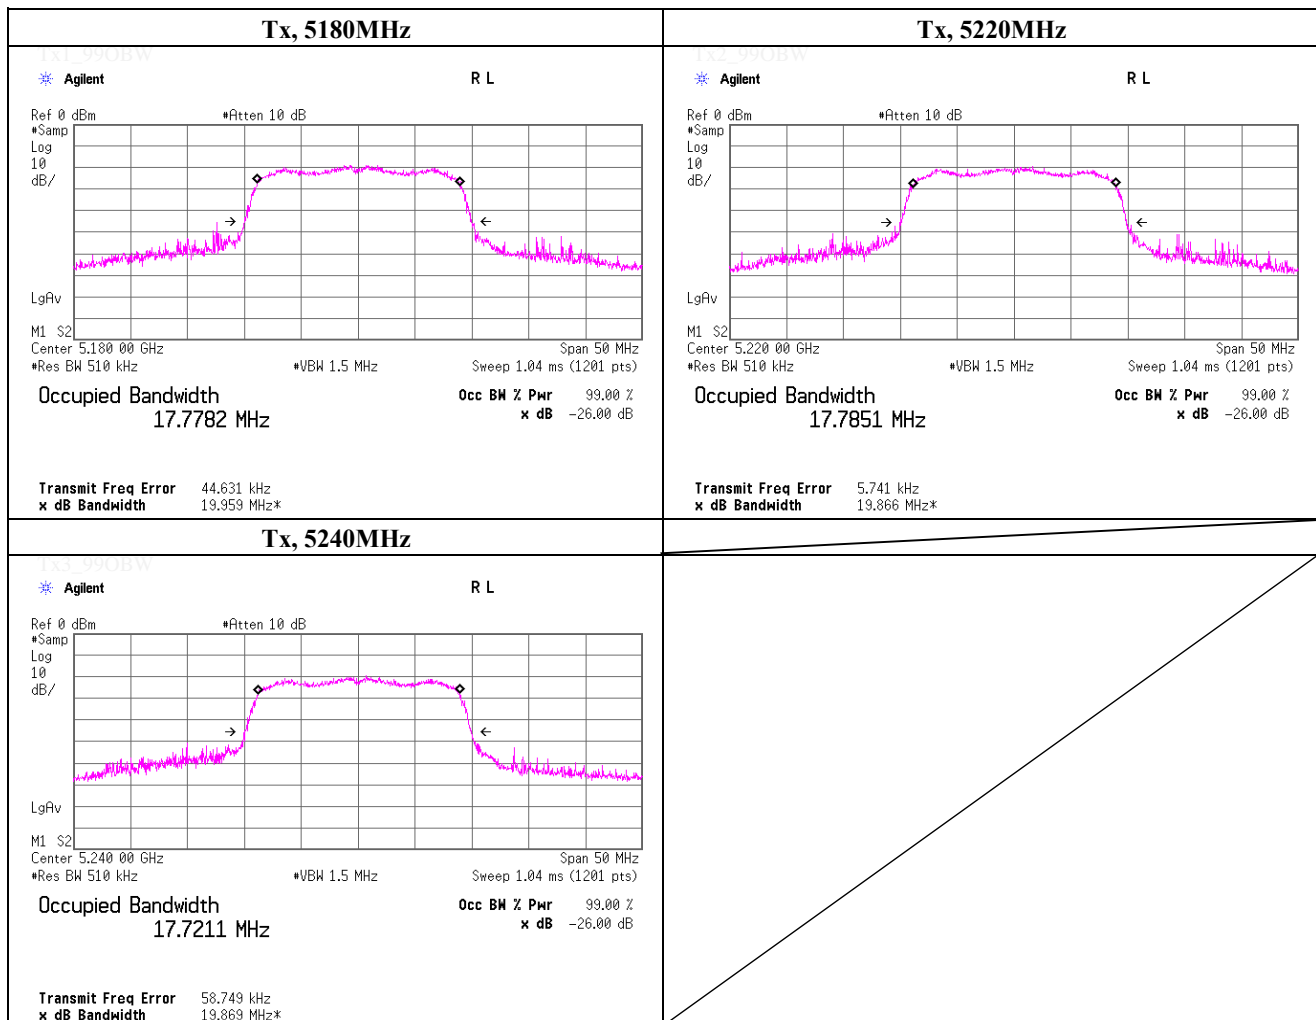 Tx, 5180MHz
Tx1_99OBW
Agilent R L
Ref 0 dBm #Atten 10 dB
#Samp
Log
10
dB/
LgAv
M1 S2
Center 5.180 00 GHz Span 50 MHz
#Res BW 510 kHz #VBW 1.5 MHz Sweep 1.04 ms (1201 pts)
Occupied Bandwidth Occ BW % Pwr 99.00 %
17.7782 MHz x dB -26.00 dB
Transmit Freq Error 44.631 kHz
x dB Bandwidth 19.959 MHz*
Tx, 5220MHz
Tx2_99OBW
Agilent R L
Ref 0 dBm #Atten 10 dB
#Samp
Log
10
dB/
LgAv
M1 S2
Center 5.220 00 GHz Span 50 MHz
#Res BW 510 kHz #VBW 1.5 MHz Sweep 1.04 ms (1201 pts)
Occupied Bandwidth Occ BW % Pwr 99.00 %
17.7851 MHz x dB -26.00 dB
Transmit Freq Error 5.741 kHz
x dB Bandwidth 19.866 MHz*
Tx, 5240MHz
Tx3_99OBW
Agilent R L
Ref 0 dBm #Atten 10 dB
#Samp
Log
10
dB/
LgAv
M1 S2
Center 5.240 00 GHz Span 50 MHz
#Res BW 510 kHz #VBW 1.5 MHz Sweep 1.04 ms (1201 pts)
Occupied Bandwidth Occ BW % Pwr 99.00 %
17.7211 MHz x dB -26.00 dB
Transmit Freq Error 58.749 kHz
x dB Bandwidth 19.869 MHz*